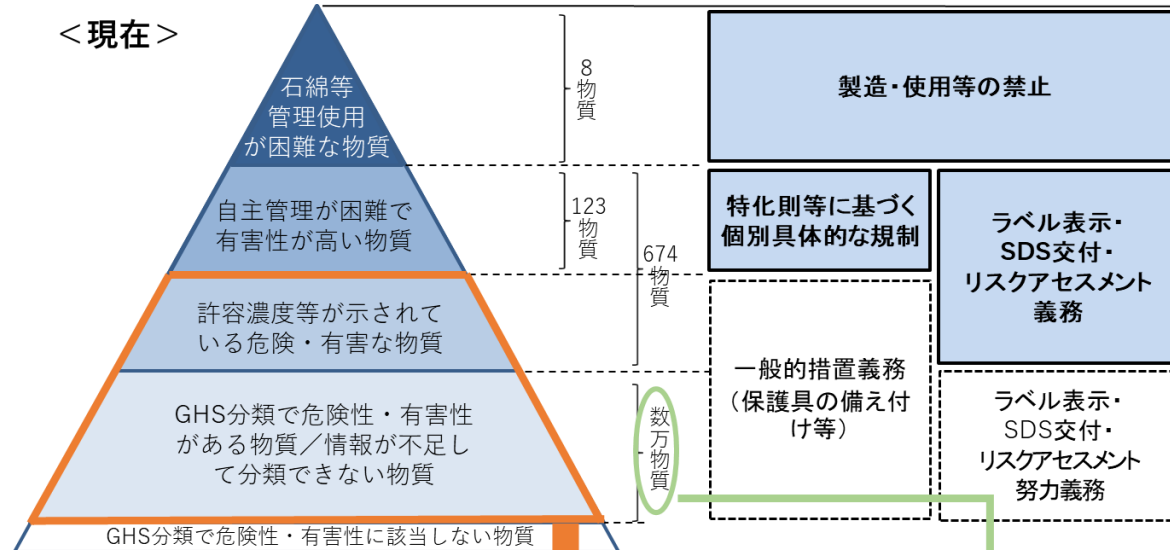 ＜現在＞
石綿等
管理使用
が困難な物質
8
物質
製造・使用等の禁止
自主管理が困難で
有害性が高い物質
123
物質
674
物質
特化則等に基づく
個別具体的な規制
ラベル表示・
SDS交付・
リスクアセスメント
義務
許容濃度等が示されて
いる危険・有害な物質
一般的措置義務
（保護具の備え付
け等）
GHS分類で危険性・有害性
がある物質／情報が不足し
て分類できない物質
数万物質
ラベル表示・
SDS交付・
リスクアセスメント
努力義務
GHS分類で危険性・有害性に該当しない物質